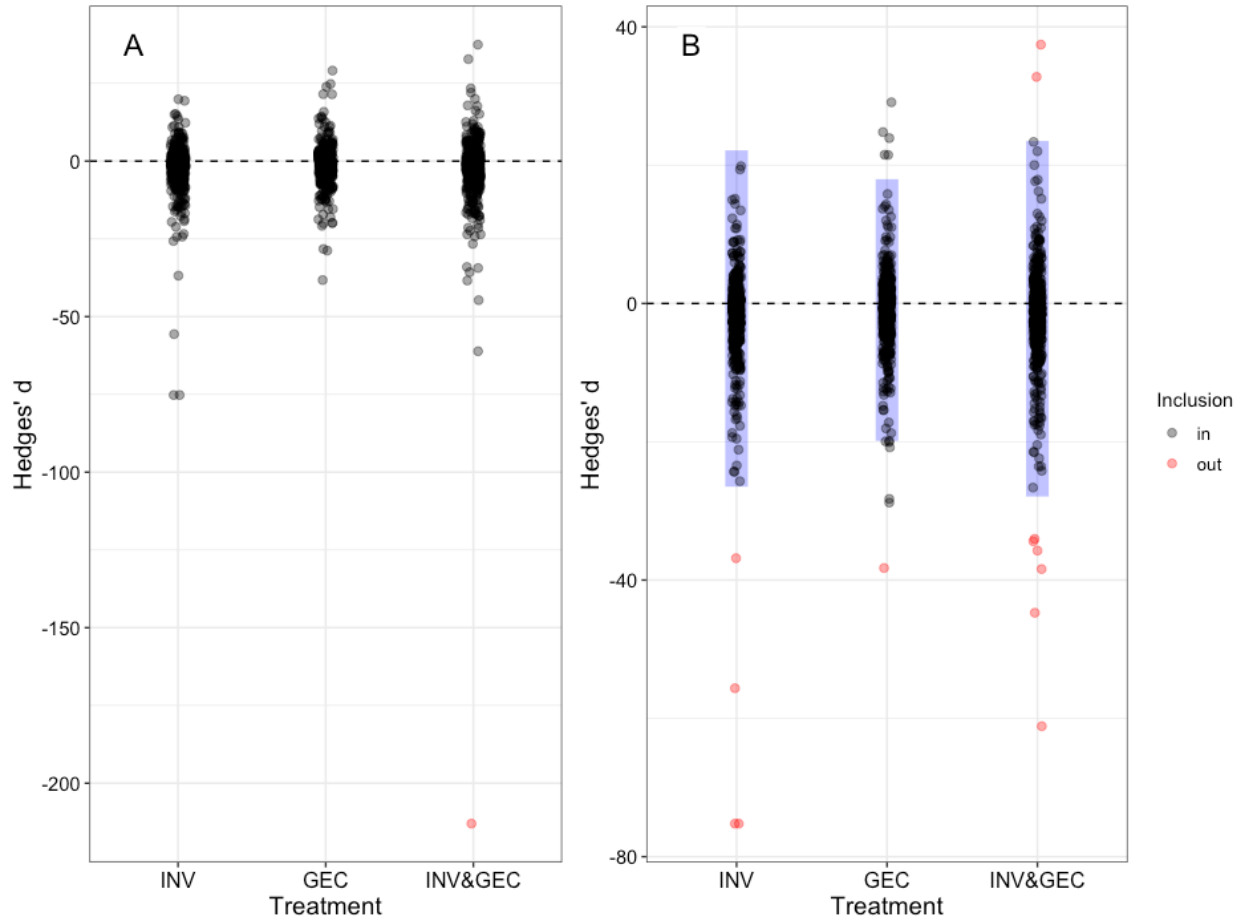 A
Hedges' d
0
-50
-100
-150
-200
INV
GEC
INV&GEC
Treatment
B
Hedges' d
40
0
-40
-80
INV
GEC
INV&GEC
Treatment
Inclusion
in
out